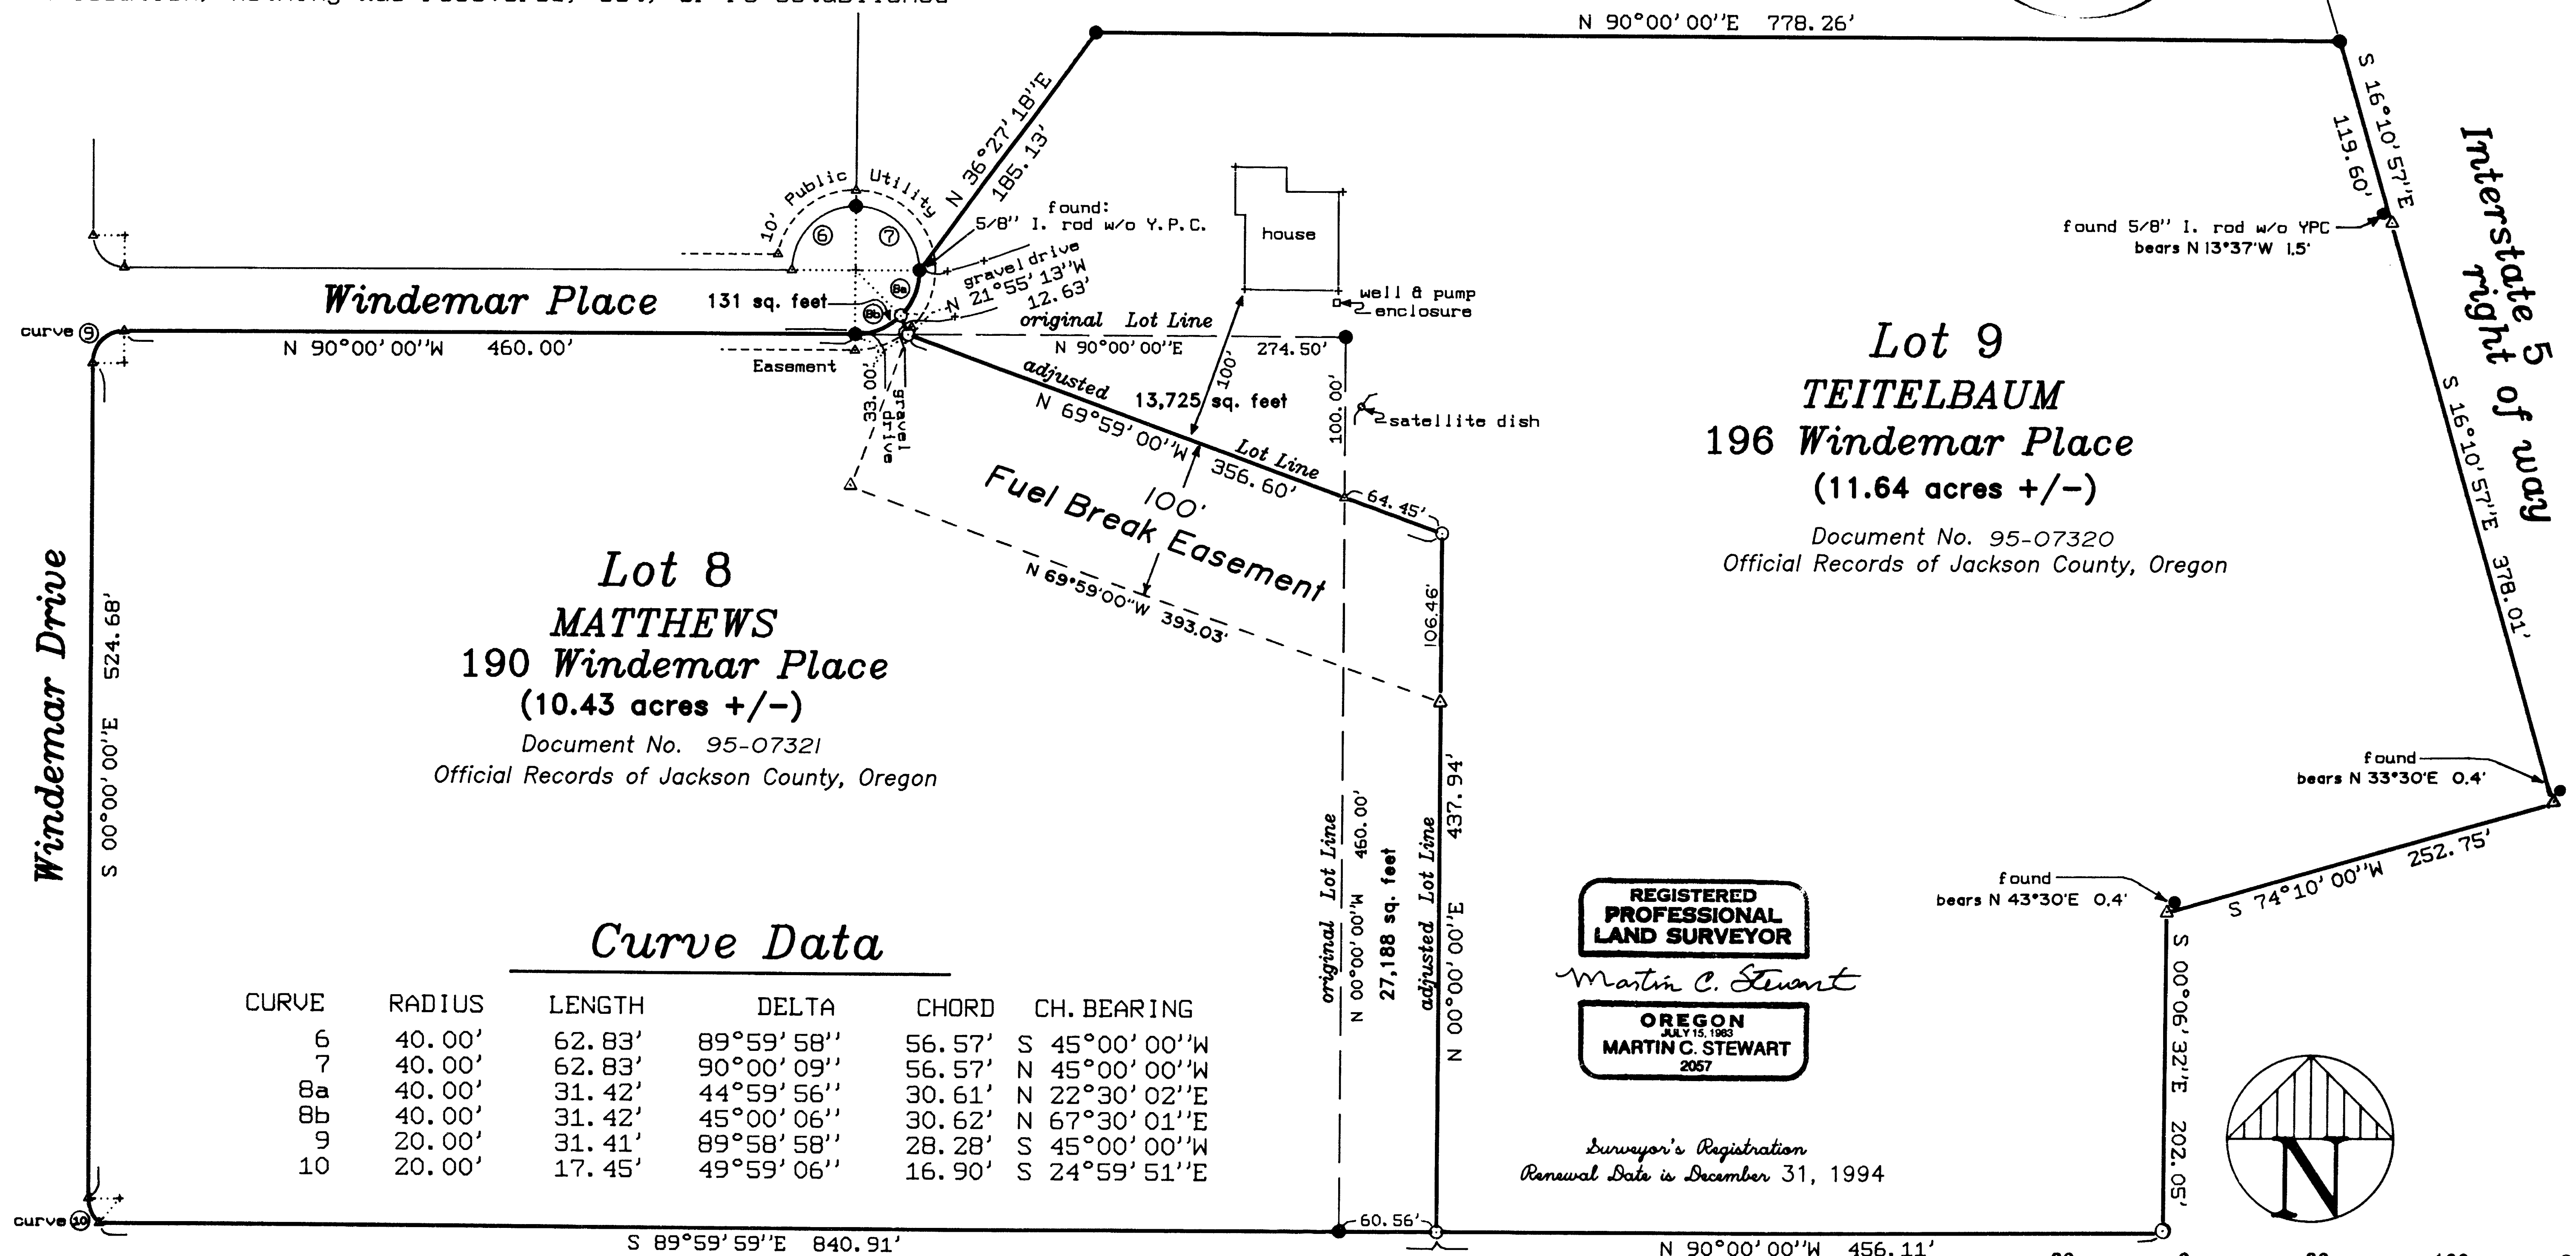 N 90°00'00''E 778.26'
S 16°10'57''E
119.60'
Interstate 5
right of way
N 36°27'18''E
185.13'
10' Public Utility
6
7
found:
5/8'' I. rod w/o Y.P.C.
gravel drive
N 21°55'13''W
12.63'
8a
8b
house
found 5/8'' I. rod w/o YPC
bears N 13°37'W 1.5'
Windemar Place
131 sq. feet
well & pump
enclosure
curve 9
N 90°00'00''W 460.00'
Easement
33.00'
gravel
drive
original Lot Line
N 90°00'00''E 274.50'
100'
100.00'
adjusted
Lot Line
13,725 sq. feet
N 69°59'00''W
356.60'
satellite dish
64.45'
Lot 9
TEITELBAUM
196 Windemar Place
(11.64 acres +/-)
Document No. 95-07320
Official Records of Jackson County, Oregon
S 16°10'57''E 378.01'
Fuel Break Easement
100'
N 69°59'00''W 393.03'
106.46'
Lot 8
MATTHEWS
190 Windemar Place
(10.43 acres +/-)
Document No. 95-07321
Official Records of Jackson County, Oregon
Windemar Drive
S 00°00'00''E 524.68'
found
bears N 33°30'E 0.4'
S 74°10'00''W 252.75'
found
bears N 43°30'E 0.4'
original Lot Line
N 00°00'00''W 460.00'
27,188 sq. feet
adjusted Lot Line
N 00°00'00''E 437.94'
S 00°06'32''E 202.05'
REGISTERED
PROFESSIONAL
LAND SURVEYOR
Martin C. Stewart
OREGON
JULY 15, 1983
MARTIN C. STEWART
2057
Surveyor's Registration
Renewal Date is December 31, 1994
N
Curve Data
CURVE RADIUS LENGTH DELTA CHORD CH.BEARING
6 40.00' 62.83' 89°59'58'' 56.57' S 45°00'00''W
7 40.00' 62.83' 90°00'09'' 56.57' N 45°00'00''W
8a 40.00' 31.42' 44°59'56'' 30.61' N 22°30'02''E
8b 40.00' 31.42' 45°00'06'' 30.62' N 67°30'01''E
9 20.00' 31.41' 89°58'58'' 28.28' S 45°00'00''W
10 20.00' 17.45' 49°59'06'' 16.90' S 24°59'51''E
curve 10
60.56'
S 89°59'59''E 840.91'
N 90°00'00''W 456.11'